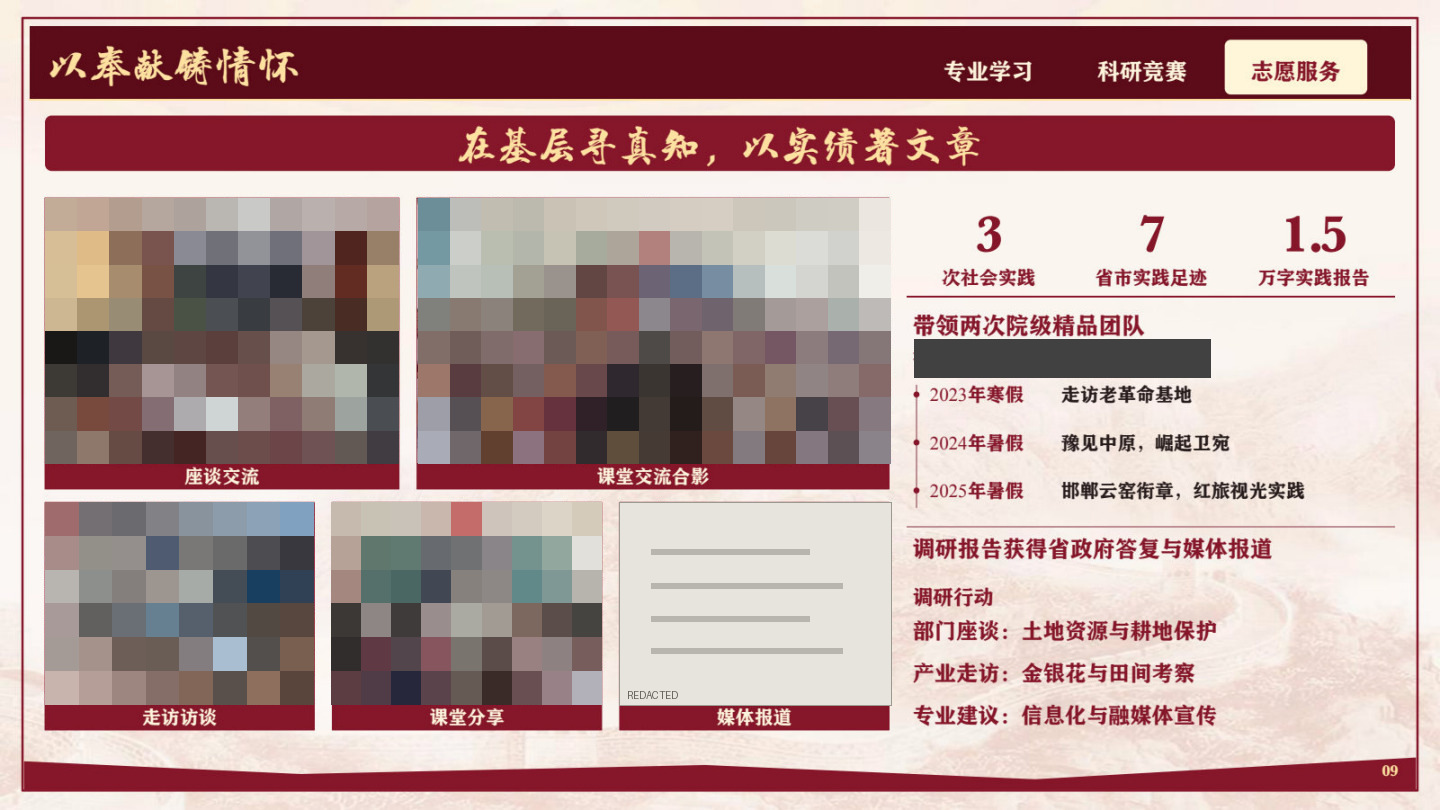 以奉献铸情怀
专业学习
科研竞赛
志愿服务
在基层寻真知，以实绩著文章
座谈交流
课堂交流合影
走访访谈
课堂分享
REDACTED
媒体报道
3
次社会实践
7
省市实践足迹
1.5
万字实践报告
带领两次院级精品团队
2023年寒假 走访老革命基地
2024年暑假 豫见中原，崛起卫宛
2025年暑假 邯郸云窑衔章，红旅视光实践
调研报告获得省政府答复与媒体报道
调研行动
部门座谈：土地资源与耕地保护
产业走访：金银花与田间考察
专业建议：信息化与融媒体宣传
09